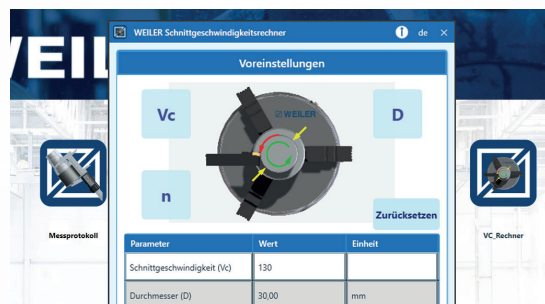 WEILER Schnittgeschwindigkeitsrechner de
Voreinstellungen
Vc
WEILER
D
n
Zurücksetzen
Messprotokoll
VC_Rechner
Parameter Wert Einheit
Schnittgeschwindigkeit (Vc) 130
Durchmesser (D) 30,00 mm